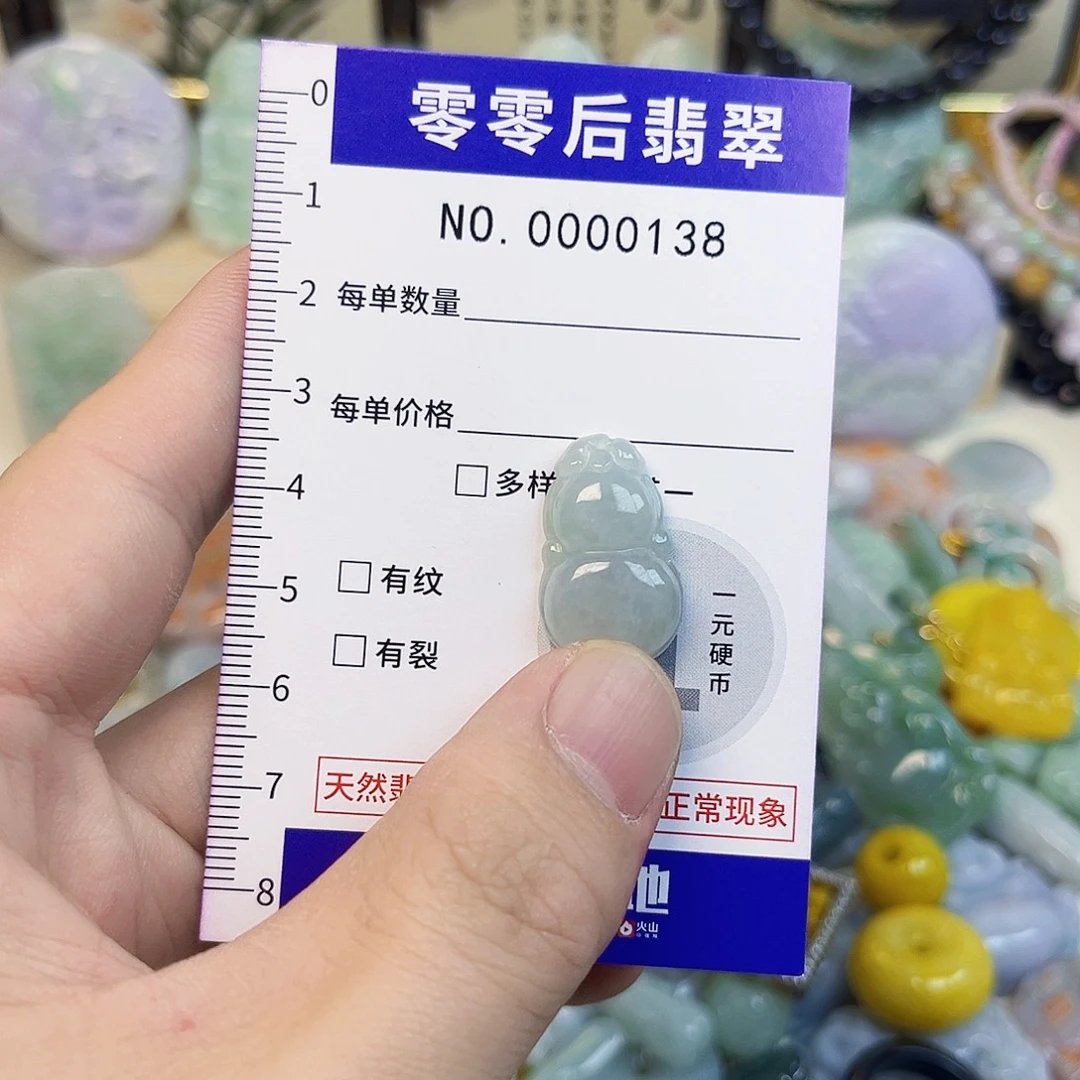 0
零零后翡翠
1
NO. 0000138
2
每单数量
3
每单价格
4
多样
一
5
有纹
一元硬币
有裂
6
7
天然翡
正常现象
8
地
火山